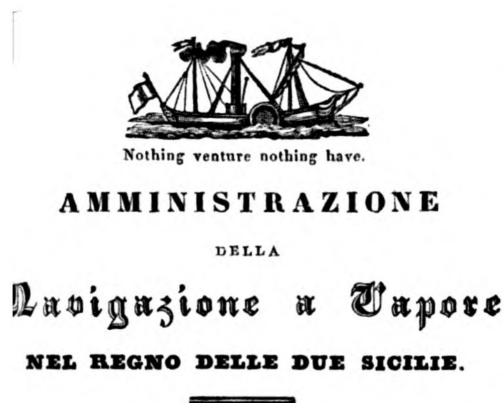 Nothing venture nothing have.
AMMINISTRAZIONE
DELLA
Navigazione a Vapore
NEL REGNO DELLE DUE SICILIE.